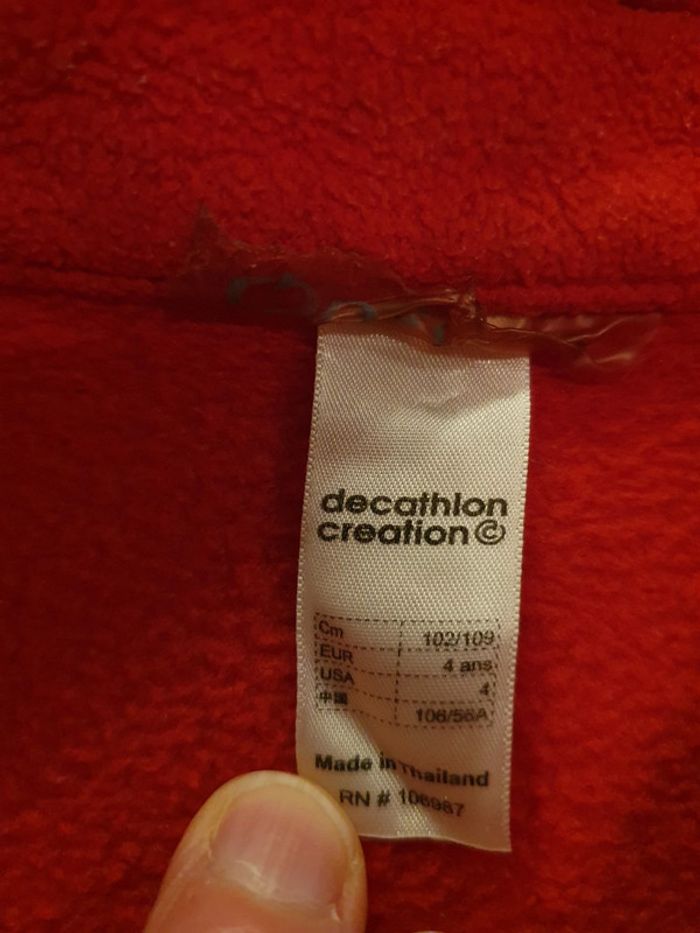 decathlon
creation©
Cm 102/109
EUR 4 ans
USA 4
中國 106/56A
Made in Thailand
RN # 106987